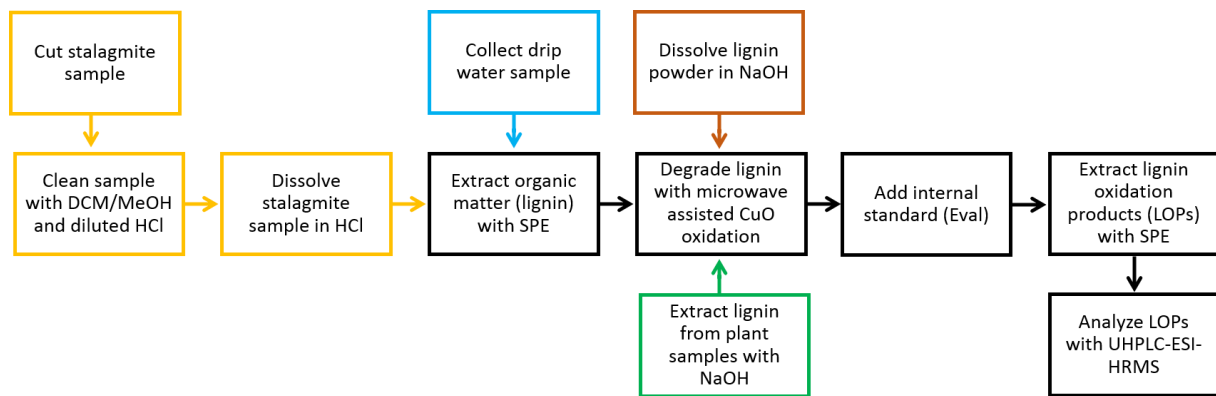 Cut stalagmite
sample
Collect drip
water sample
Dissolve lignin
powder in NaOH
Clean sample
with DCM/MeOH
and diluted HCl
Dissolve
stalagmite
sample in HCl
Extract organic
matter (lignin)
with SPE
Degrade lignin
with microwave
assisted CuO
oxidation
Add internal
standard (Eval)
Extract lignin
oxidation
products (LOPs)
with SPE
Extract lignin
from plant
samples with
NaOH
Analyze LOPs
with UHPLC-ESI-
HRMS